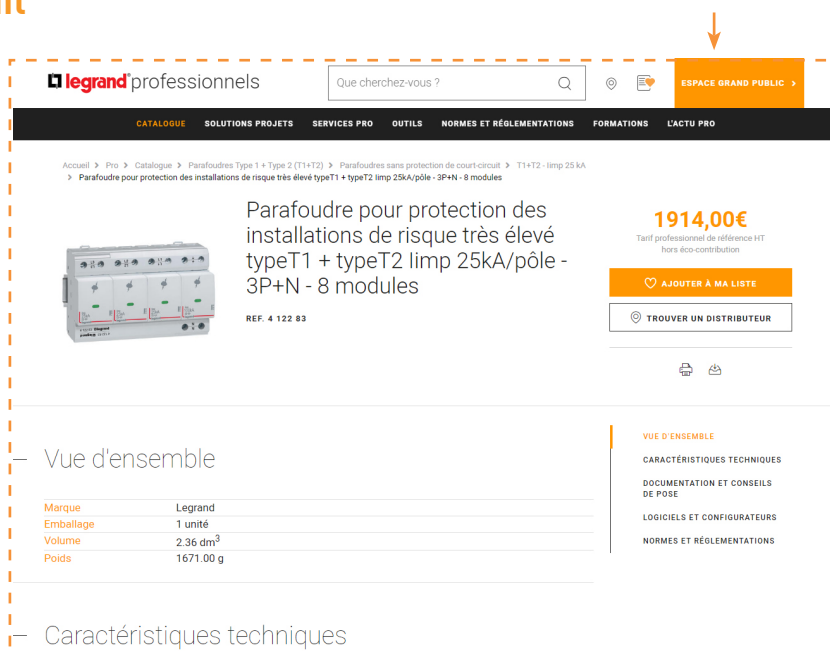 legrand professionnels
Que cherchez-vous ?
ESPACE GRAND PUBLIC >
CATALOGUE SOLUTIONS PROJETS SERVICES PRO OUTILS NORMES ET RÉGLEMENTATIONS FORMATIONS L'ACTU PRO
Accueil > Pro > Catalogue > Parafoudres Type 1 + Type 2 (T1+T2) > Parafoudres sans protection de court-circuit > T1+T2 - Iimp 25 kA
> Parafoudre pour protection des installations de risque très élevé typeT1 + typeT2 Iimp 25kA/pôle - 3P+N - 8 modules
Parafoudre pour protection des
installations de risque très élevé
typeT1 + typeT2 Iimp 25kA/pôle -
3P+N - 8 modules
REF. 4 122 83
1914,00€
Tarif professionnel de référence HT
hors éco-contribution
AJOUTER À MA LISTE
TROUVER UN DISTRIBUTEUR
Vue d'ensemble
Marque Legrand
Emballage 1 unité
Volume 2.36 dm³
Poids 1671.00 g
VUE D'ENSEMBLE
CARACTÉRISTIQUES TECHNIQUES
DOCUMENTATION ET CONSEILS
DE POSE
LOGICIELS ET CONFIGURATEURS
NORMES ET RÉGLEMENTATIONS
Caractéristiques techniques